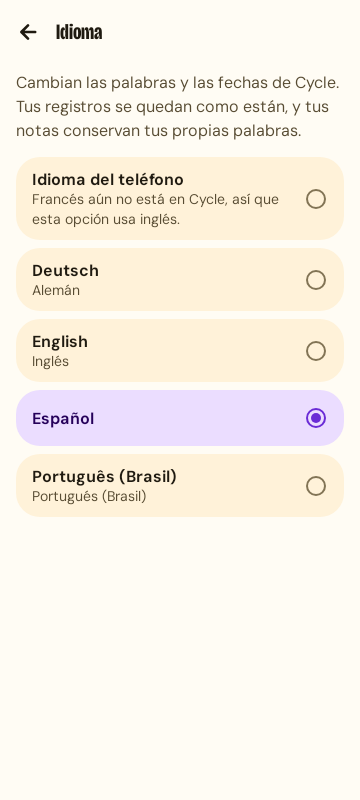 Idioma
Cambian las palabras y las fechas de Cycle.
Tus registros se quedan como están, y tus
notas conservan tus propias palabras.
Idioma del teléfono
Francés aún no está en Cycle, así que
esta opción usa inglés.
Deutsch
Alemán
English
Inglés
Español
Português (Brasil)
Portugués (Brasil)